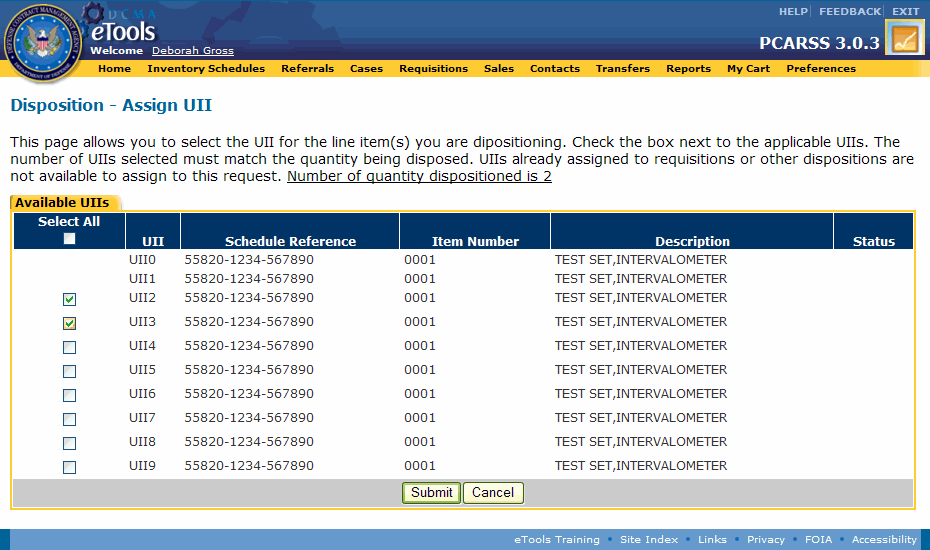 HELP FEEDBACK EXIT
DCMA
eTools
Welcome Deborah Gross
PCARSS 3.0.3
DEFENSE CONTRACT MANAGEMENT AGENCY
DEPARTMENT OF DEFENSE
Home Inventory Schedules Referrals Cases Requisitions Sales Contacts Transfers Reports My Cart Preferences
Disposition - Assign UII
This page allows you to select the UII for the line item(s) you are dipositioning. Check the box next to the applicable UIIs. The
number of UIIs selected must match the quantity being disposed. UIIs already assigned to requisitions or other dispositions are
not available to assign to this request. Number of quantity dispositioned is 2
Available UIIs
Select All UII Schedule Reference Item Number Description Status
UII0 55820-1234-567890 0001 TEST SET,INTERVALOMETER
UII1 55820-1234-567890 0001 TEST SET,INTERVALOMETER
UII2 55820-1234-567890 0001 TEST SET,INTERVALOMETER
UII3 55820-1234-567890 0001 TEST SET,INTERVALOMETER
UII4 55820-1234-567890 0001 TEST SET,INTERVALOMETER
UII5 55820-1234-567890 0001 TEST SET,INTERVALOMETER
UII6 55820-1234-567890 0001 TEST SET,INTERVALOMETER
UII7 55820-1234-567890 0001 TEST SET,INTERVALOMETER
UII8 55820-1234-567890 0001 TEST SET,INTERVALOMETER
UII9 55820-1234-567890 0001 TEST SET,INTERVALOMETER
Submit Cancel
eTools Training • Site Index • Links • Privacy • FOIA • Accessibility